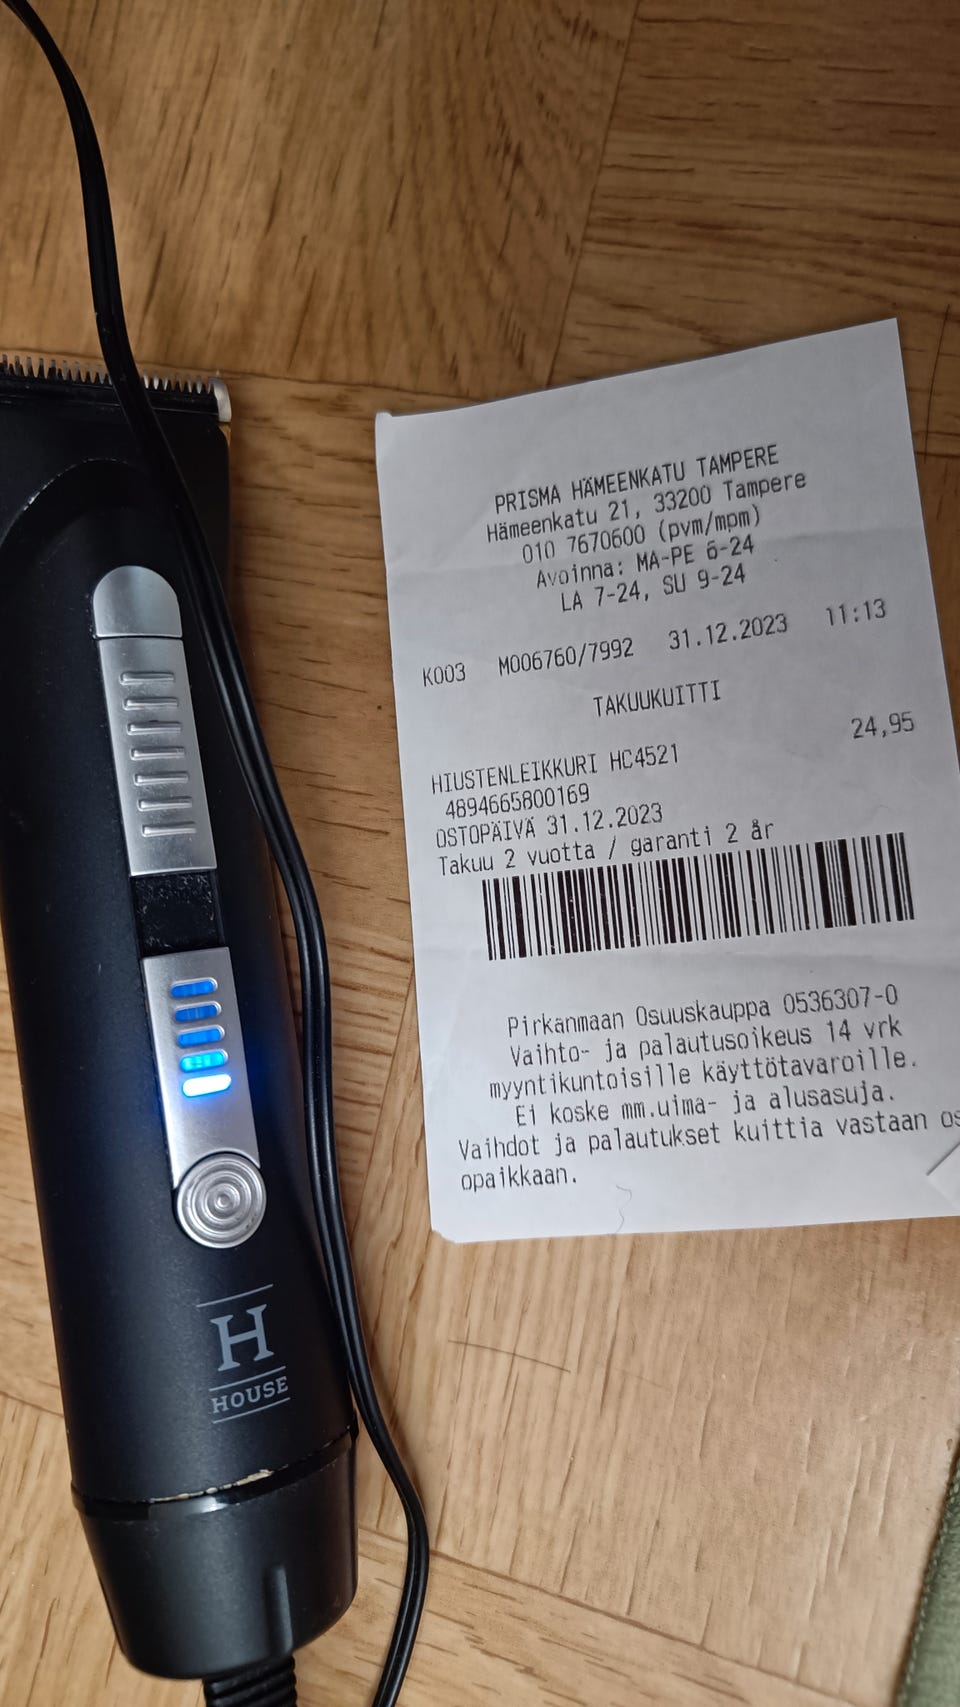 PRISMA HÄMEENKATU TAMPERE
Hämeenkatu 21, 33200 Tampere
010 7670600 (pvm/mpm)
Avoinna: MA-PE 6-24
LA 7-24, SU 9-24
K003 M006760/7992 31.12.2023 11:13
TAKUUKUITTI
HIUSTENLEIKKURI HC4521 24,95
4894665800169
OSTOPÄIVÄ 31.12.2023
Takuu 2 vuotta / garanti 2 år
Pirkanmaan Osuuskauppa 0536307-0
Vaihto- ja palautusoikeus 14 vrk
myyntikuntoisille käyttötavaroille.
Ei koske mm.uima- ja alusasuja.
Vaihdot ja palautukset kuittia vastaan os
opaikkaan.
H
HOUSE